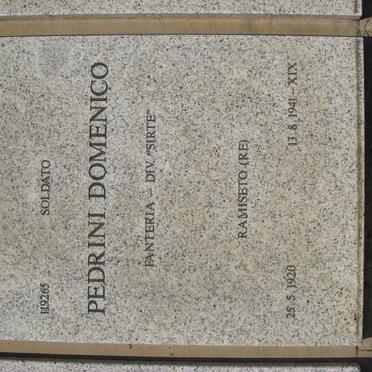 119265 SOLDATO
PEDRINI DOMENICO
FANTERIA - DIV. "SIRTE"
RAMISETO (RE)
25.5.1920 13.8.1941 - XIX